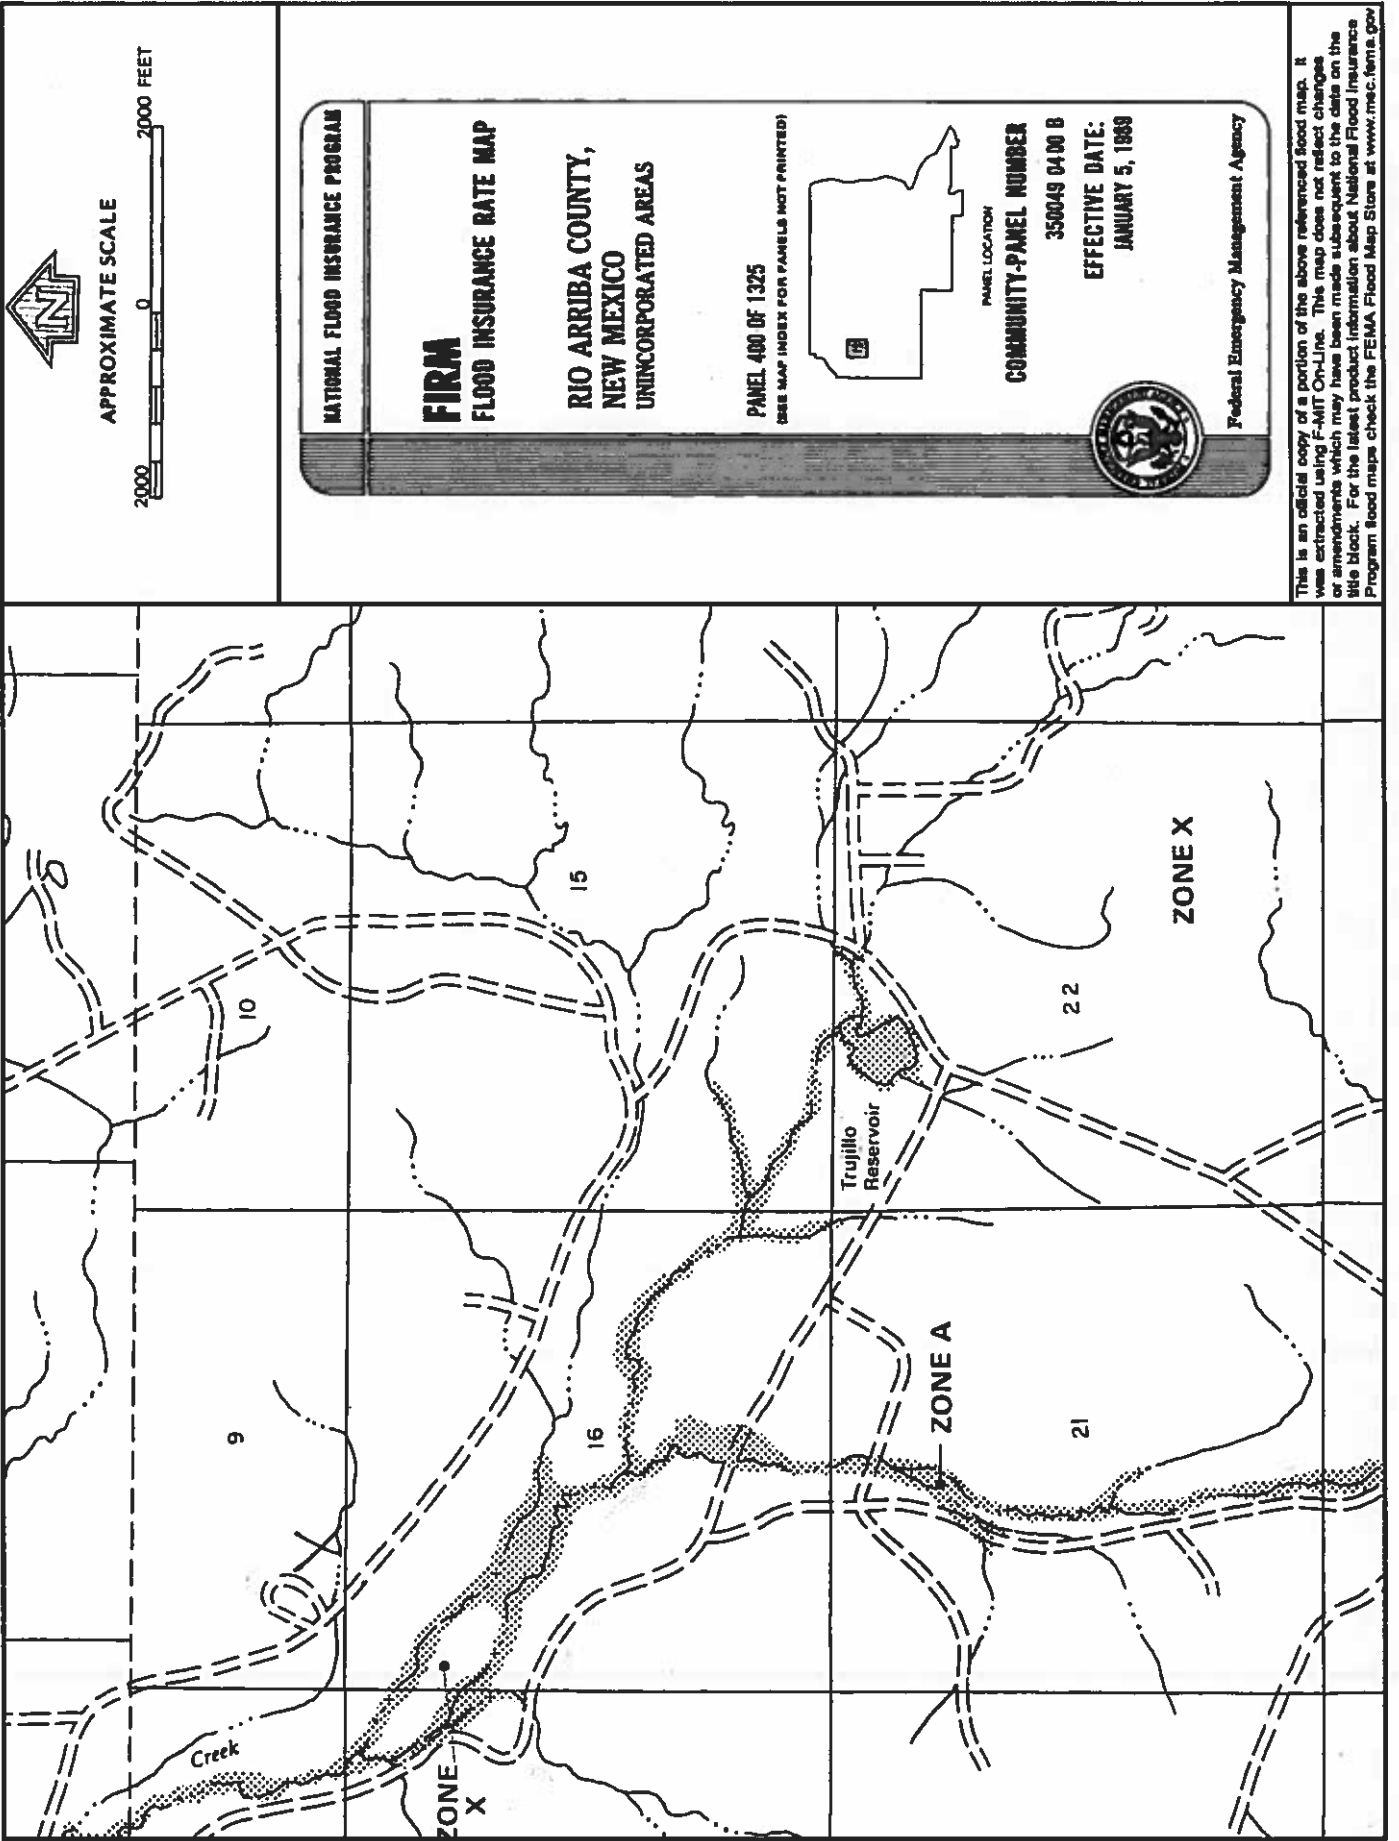 APPROXIMATE SCALE
2000
0
2000 FEET
NATIONAL FLOOD INSURANCE PROGRAM
FIRM
FLOOD INSURANCE RATE MAP
RIO ARRIBA COUNTY,
NEW MEXICO
UNINCORPORATED AREAS
PANEL 400 OF 1325
(SEE MAP INDEX FOR PANELS NOT PRINTED)
PANEL LOCATION
COMMUNITY-PANEL NUMBER
350049 0400 B
EFFECTIVE DATE:
JANUARY 5, 1989
Federal Emergency Management Agency
This is an official copy of a portion of the above referenced flood map. It
was extracted using F-MIT On-Line. This map does not reflect changes
or amendments which may have been made subsequent to the date on the
title block. For the latest product information about National Flood Insurance
Program flood maps check the FEMA Flood Map Store at www.msc.fema.gov
Creek
9
10
15
16
ZONE
X
Trujillo
Reservoir
ZONE A
21
22
ZONE X